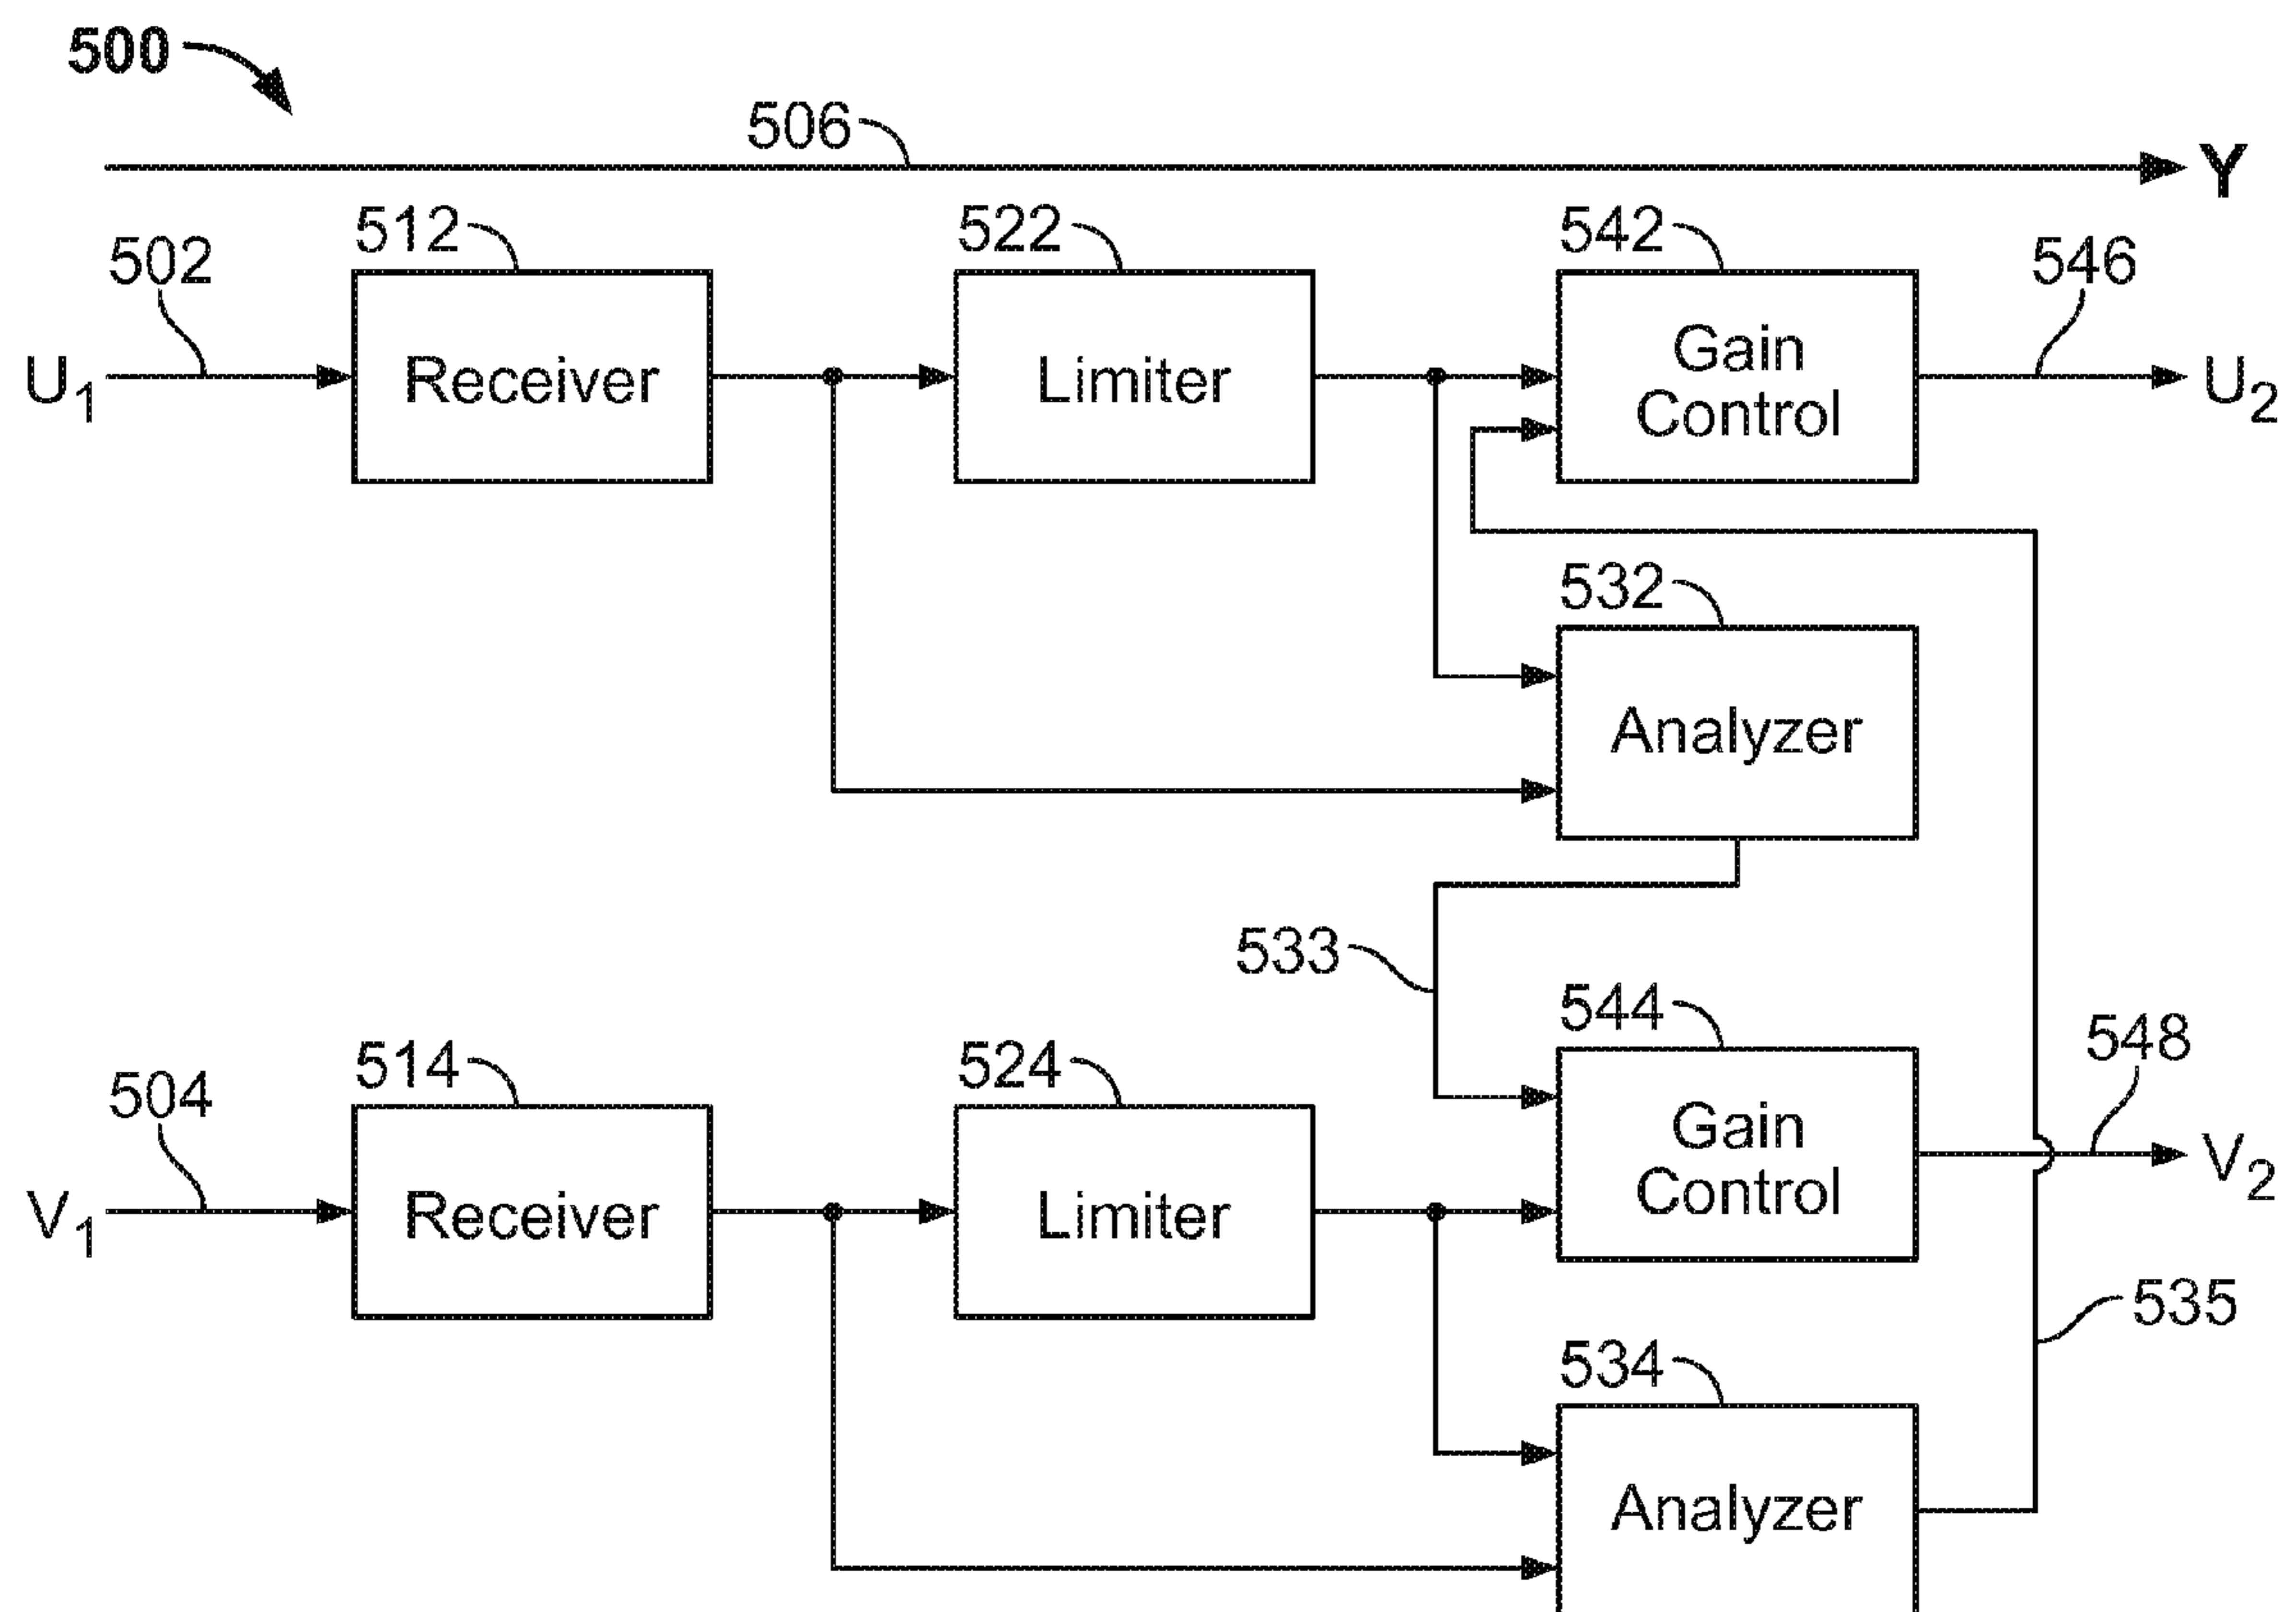 500
506
Y
502
512
522
542
546
U1
Receiver
Limiter
Gain
Control
U2
532
Analyzer
533
544
548
504
514
524
V1
Receiver
Limiter
Gain
Control
V2
535
534
Analyzer